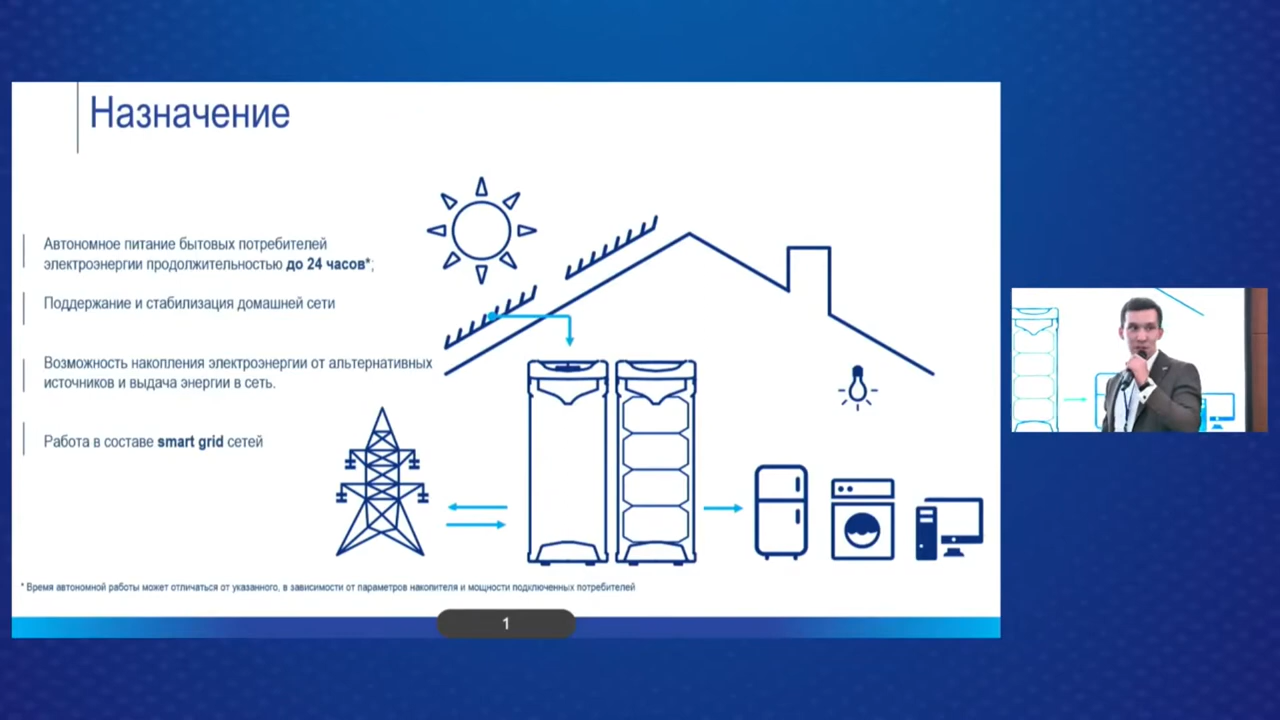 Назначение
Автономное питание бытовых потребителей
электроэнергии продолжительностью до 24 часов*;
Поддержание и стабилизация домашней сети
Возможность накопления электроэнергии от альтернативных
источников и выдача энергии в сеть.
Работа в составе smart grid сетей
* Время автономной работы может отличаться от указанного, в зависимости от параметров накопителя и мощности подключенных потребителей
1